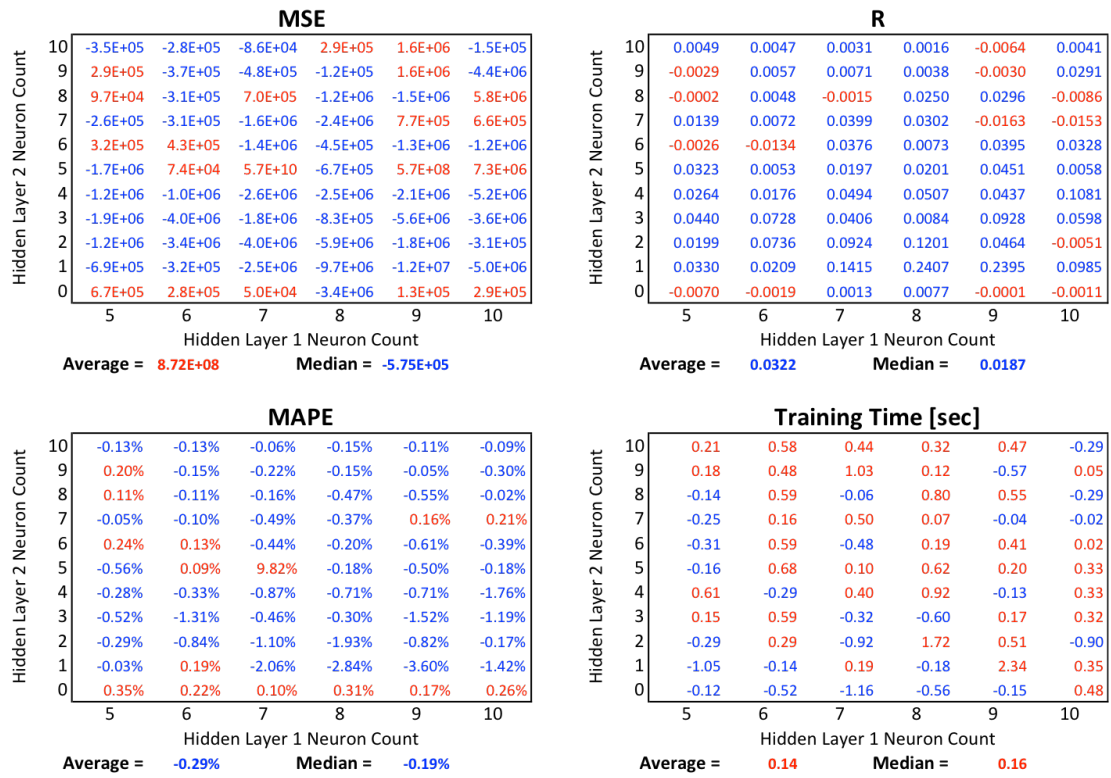 MSE
Hidden Layer 2 Neuron Count
10 -3.5E+05 -2.8E+05 -8.6E+04 2.9E+05 1.6E+06 -1.5E+05
9 2.9E+05 -3.7E+05 -4.8E+05 -1.2E+05 1.6E+06 -4.4E+06
8 9.7E+04 -3.1E+05 7.0E+05 -1.2E+06 -1.5E+06 5.8E+06
7 -2.6E+05 -3.1E+05 -1.6E+06 -2.4E+06 7.7E+05 6.6E+05
6 3.2E+05 4.3E+05 -1.4E+06 -4.5E+05 -1.3E+06 -1.2E+06
5 -1.7E+06 7.4E+04 5.7E+10 -6.7E+05 5.7E+08 7.3E+06
4 -1.2E+06 -1.0E+06 -2.6E+06 -2.5E+06 -2.1E+06 -5.2E+06
3 -1.9E+06 -4.0E+06 -1.8E+06 -8.3E+05 -5.6E+06 -3.6E+06
2 -1.2E+06 -3.4E+06 -4.0E+06 -5.9E+06 -1.8E+06 -3.1E+05
1 -6.9E+05 -3.2E+05 -2.5E+06 -9.7E+06 -1.2E+07 -5.0E+06
0 6.7E+05 2.8E+05 5.0E+04 -3.4E+06 1.3E+05 2.9E+05
5 6 7 8 9 10
Hidden Layer 1 Neuron Count
Average = 8.72E+08 Median = -5.75E+05
R
Hidden Layer 2 Neuron Count
10 0.0049 0.0047 0.0031 0.0016 -0.0064 0.0041
9 -0.0029 0.0057 0.0071 0.0038 -0.0030 0.0291
8 -0.0002 0.0048 -0.0015 0.0250 0.0296 -0.0086
7 0.0139 0.0072 0.0399 0.0302 -0.0163 -0.0153
6 -0.0026 -0.0134 0.0376 0.0073 0.0395 0.0328
5 0.0323 0.0053 0.0197 0.0201 0.0451 0.0058
4 0.0264 0.0176 0.0494 0.0507 0.0437 0.1081
3 0.0440 0.0728 0.0406 0.0084 0.0928 0.0598
2 0.0199 0.0736 0.0924 0.1201 0.0464 -0.0051
1 0.0330 0.0209 0.1415 0.2407 0.2395 0.0985
0 -0.0070 -0.0019 0.0013 0.0077 -0.0001 -0.0011
5 6 7 8 9 10
Hidden Layer 1 Neuron Count
Average = 0.0322 Median = 0.0187
MAPE
Hidden Layer 2 Neuron Count
10 -0.13% -0.13% -0.06% -0.15% -0.11% -0.09%
9 0.20% -0.15% -0.22% -0.15% -0.05% -0.30%
8 0.11% -0.11% -0.16% -0.47% -0.55% -0.02%
7 -0.05% -0.10% -0.49% -0.37% 0.16% 0.21%
6 0.24% 0.13% -0.44% -0.20% -0.61% -0.39%
5 -0.56% 0.09% 9.82% -0.18% -0.50% -0.18%
4 -0.28% -0.33% -0.87% -0.71% -0.71% -1.76%
3 -0.52% -1.31% -0.46% -0.30% -1.52% -1.19%
2 -0.29% -0.84% -1.10% -1.93% -0.82% -0.17%
1 -0.03% 0.19% -2.06% -2.84% -3.60% -1.42%
0 0.35% 0.22% 0.10% 0.31% 0.17% 0.26%
5 6 7 8 9 10
Hidden Layer 1 Neuron Count
Average = -0.29% Median = -0.19%
Training Time [sec]
Hidden Layer 2 Neuron Count
10 0.21 0.58 0.44 0.32 0.47 -0.29
9 0.18 0.48 1.03 0.12 -0.57 0.05
8 -0.14 0.59 -0.06 0.80 0.55 -0.29
7 -0.25 0.16 0.50 0.07 -0.04 -0.02
6 -0.31 0.59 -0.48 0.19 0.41 0.02
5 -0.16 0.68 0.10 0.62 0.20 0.33
4 0.61 -0.29 0.40 0.92 -0.13 0.33
3 0.15 0.59 -0.32 -0.60 0.17 0.32
2 -0.29 0.29 -0.92 1.72 0.51 -0.90
1 -1.05 -0.14 0.19 -0.18 2.34 0.35
0 -0.12 -0.52 -1.16 -0.56 -0.15 0.48
5 6 7 8 9 10
Hidden Layer 1 Neuron Count
Average = 0.14 Median = 0.16